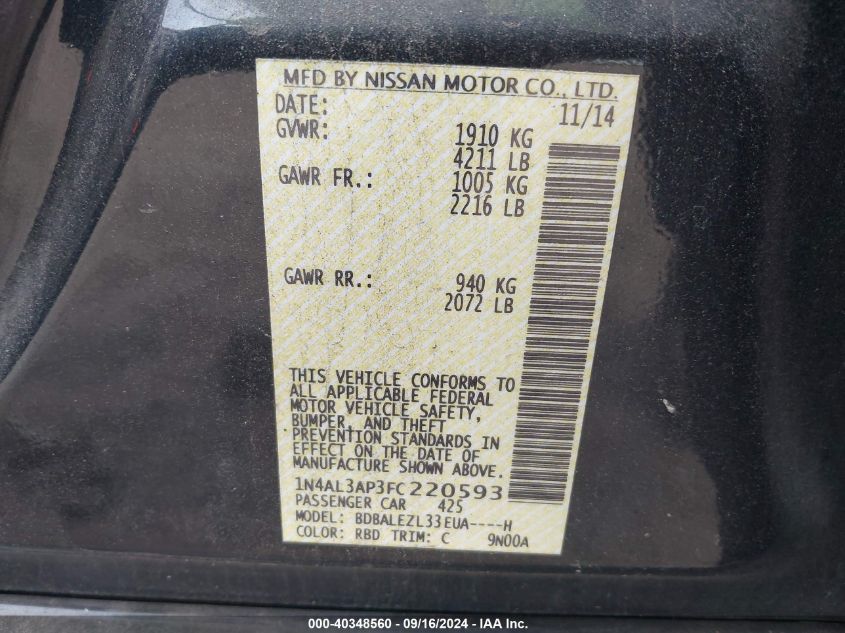 MFD BY NISSAN MOTOR CO., LTD.
DATE: 11/14
GVWR: 1910 KG
4211 LB
GAWR FR.: 1005 KG
2216 LB
GAWR RR.: 940 KG
2072 LB
THIS VEHICLE CONFORMS TO
ALL APPLICABLE FEDERAL
MOTOR VEHICLE SAFETY,
BUMPER, AND THEFT
PREVENTION STANDARDS IN
EFFECT ON THE DATE OF
MANUFACTURE SHOWN ABOVE.
1N4AL3AP3FC220593
PASSENGER CAR 425
MODEL: BDBALEZL33EUA----H
COLOR: RBD TRIM: C 9N00A
000-40348560 - 09/16/2024 - IAA Inc.